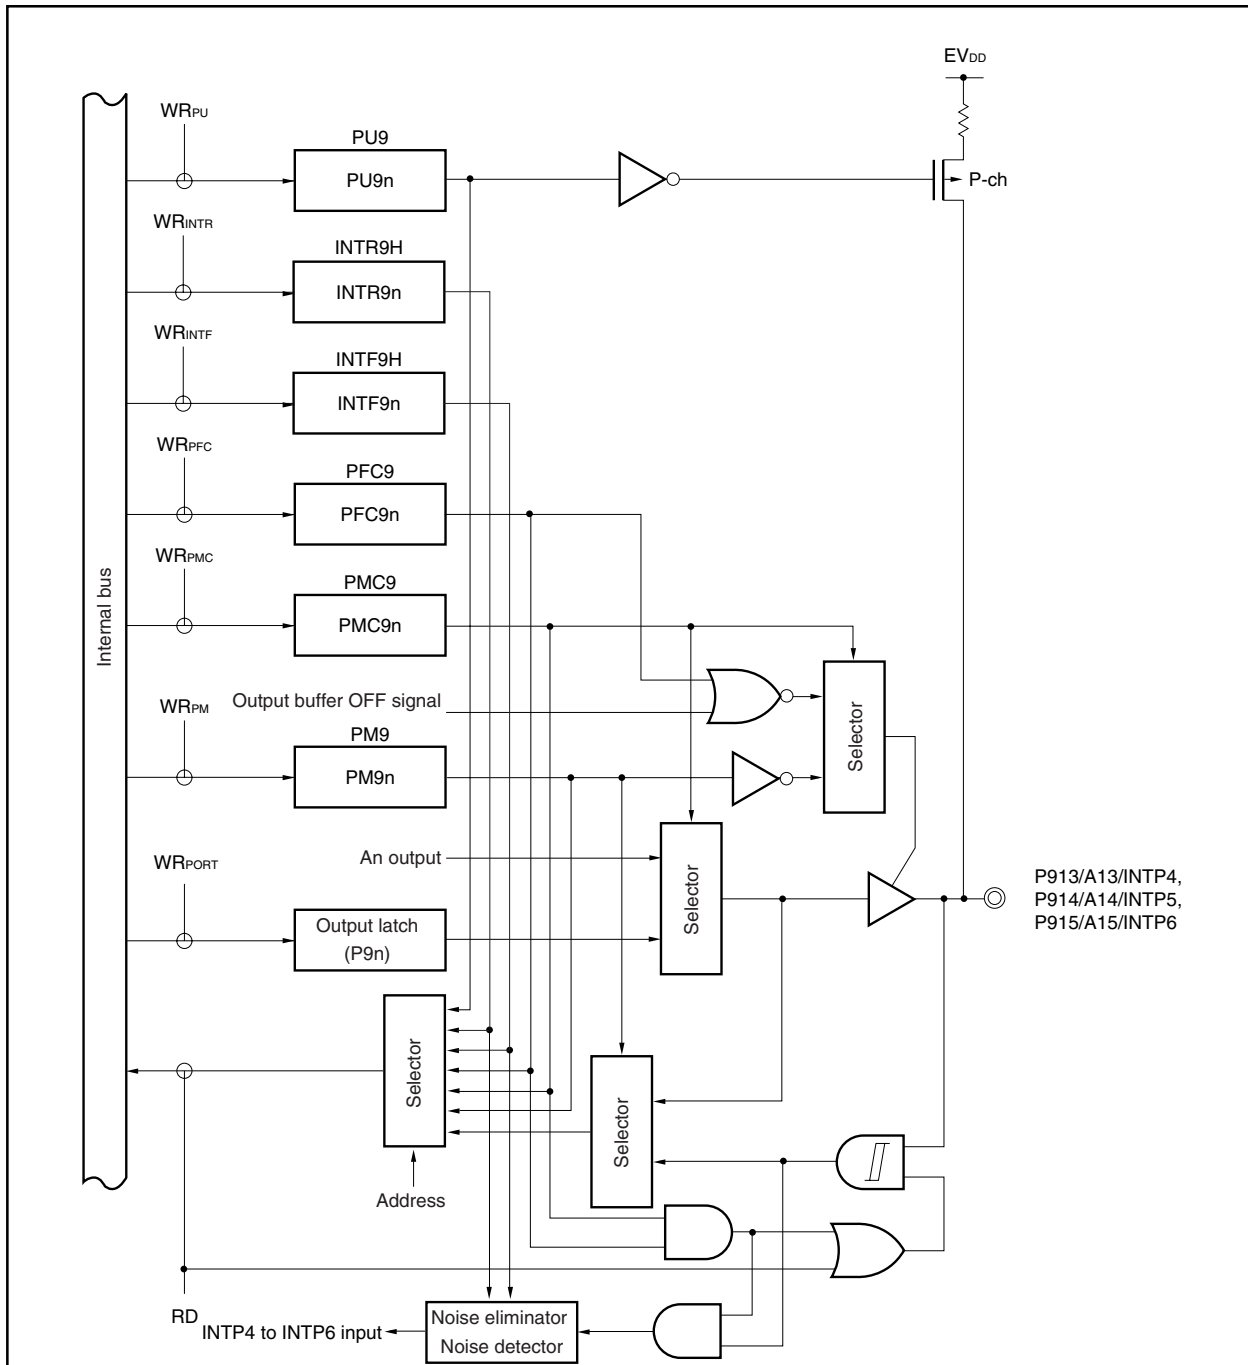 EVDD
WRPU
PU9
PU9n
P-ch
WRINTR
INTR9H
INTR9n
WRINTF
INTF9H
INTF9n
WRPFC
PFC9
PFC9n
WRPMC
PMC9
PMC9n
Internal bus
Output buffer OFF signal
Selector
WRPM
PM9
PM9n
An output
Selector
WRPORT
Output latch
(P9n)
P913/A13/INTP4,
P914/A14/INTP5,
P915/A15/INTP6
Selector
Selector
Address
RD
INTP4 to INTP6 input
Noise eliminator
Noise detector